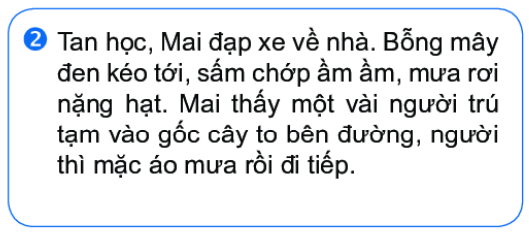 2 Tan học, Mai đạp xe về nhà. Bỗng mây
đen kéo tới, sấm chớp ầm ầm, mưa rơi
nặng hạt. Mai thấy một vài người trú
tạm vào gốc cây to bên đường, người
thì mặc áo mưa rồi đi tiếp.